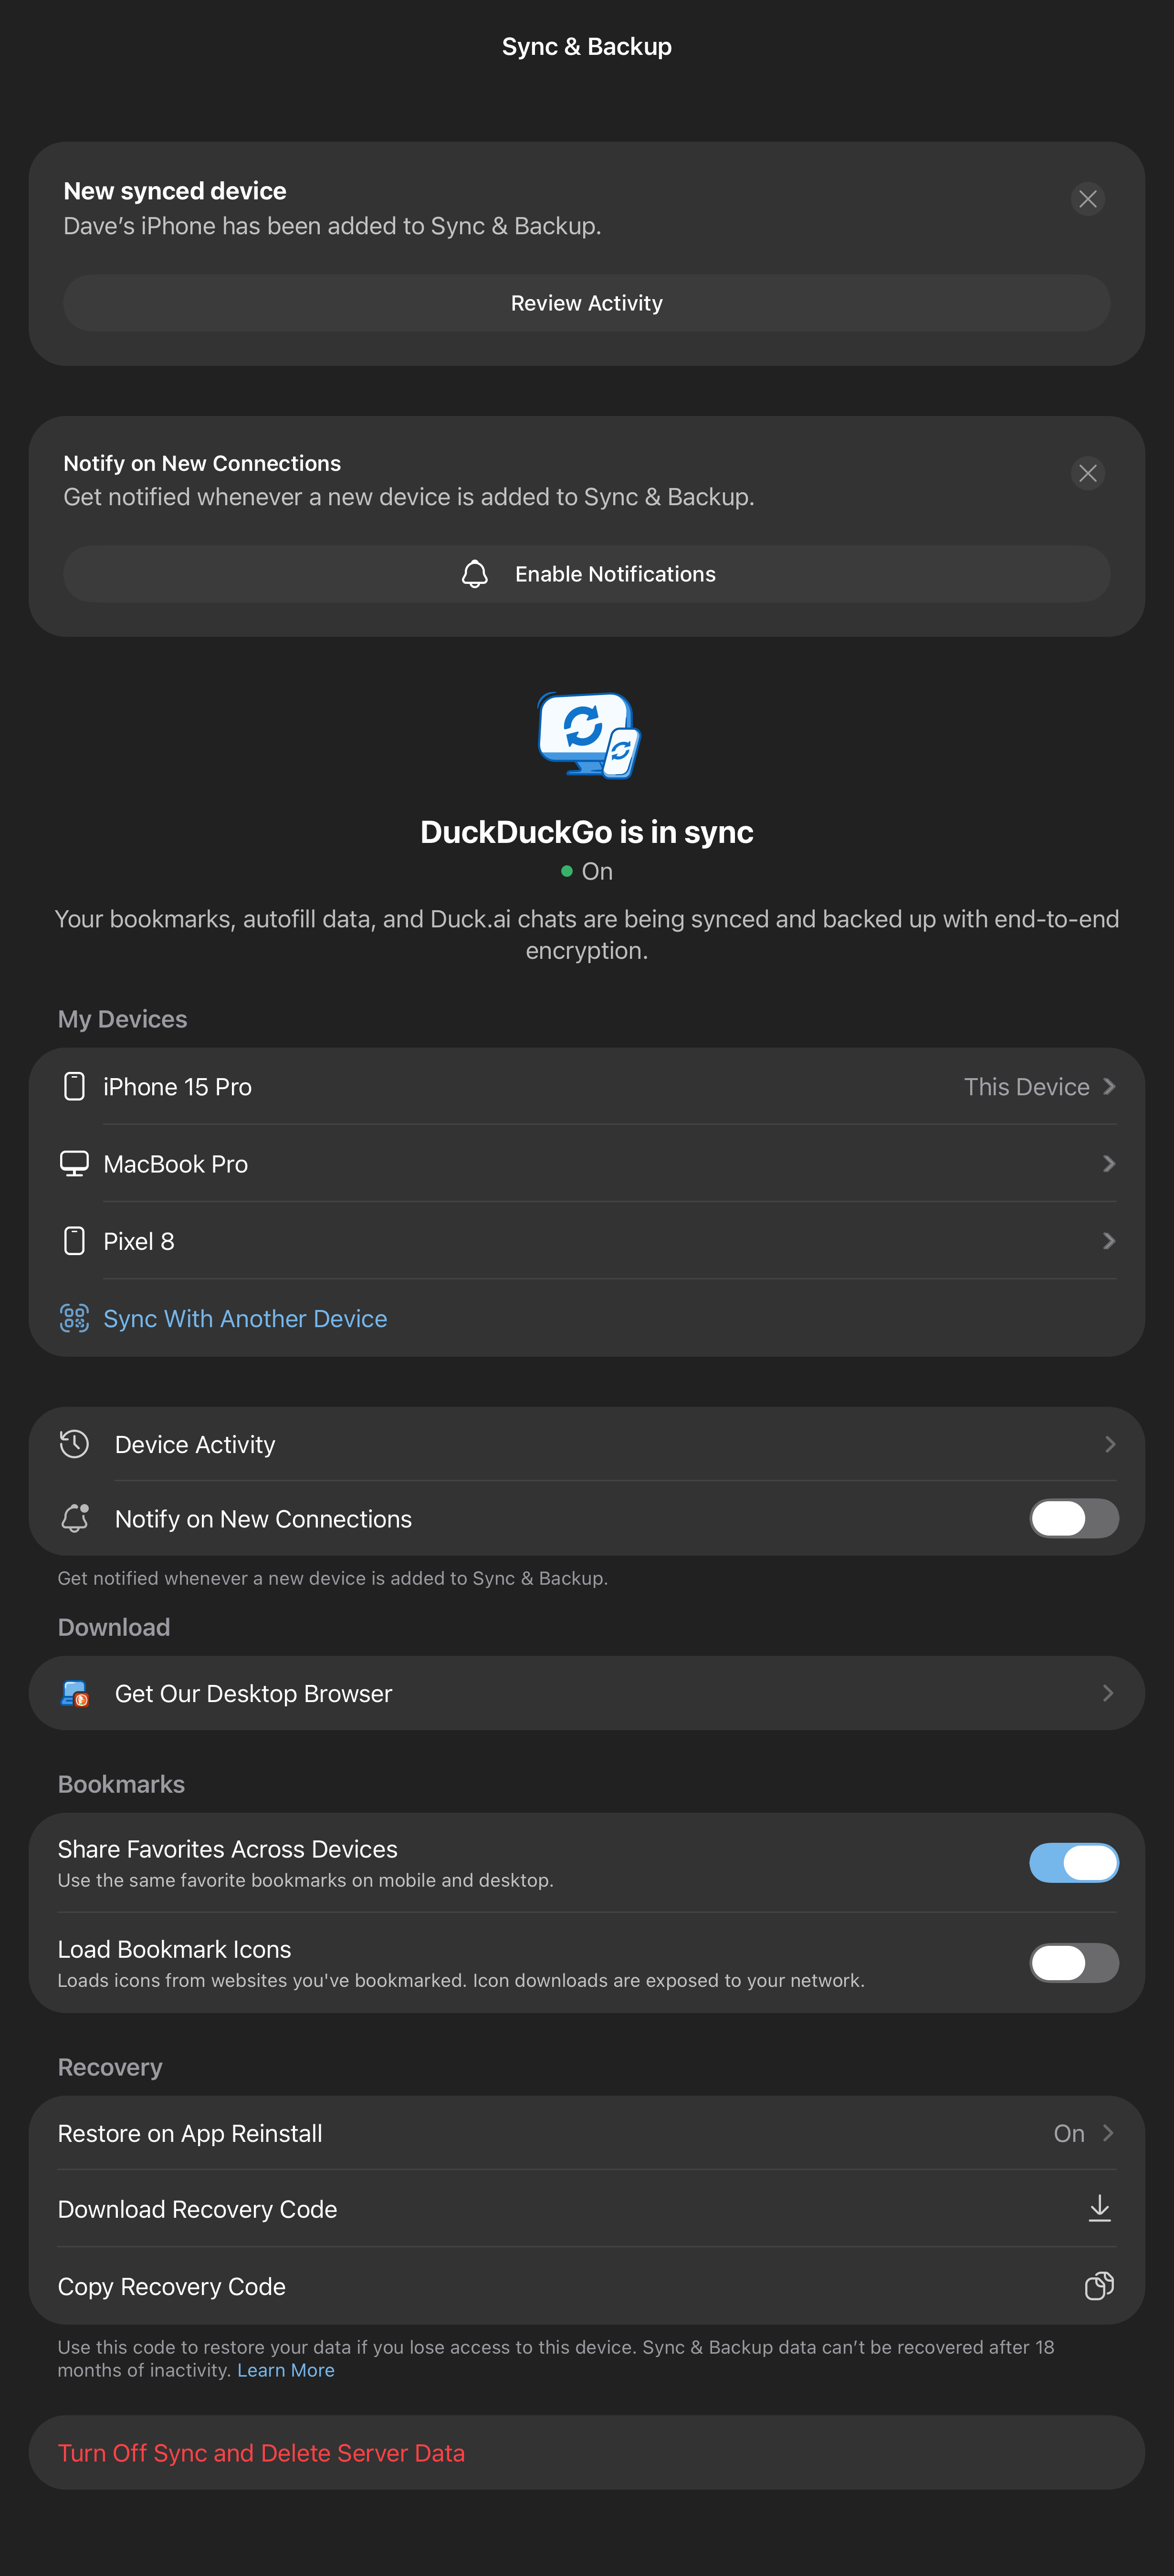 Sync & Backup
New synced device
Dave’s iPhone has been added to Sync & Backup.
Review Activity
Notify on New Connections
Get notified whenever a new device is added to Sync & Backup.
Enable Notifications
DuckDuckGo is in sync
On
Your bookmarks, autofill data, and Duck.ai chats are being synced and backed up with end-to-end
encryption.
My Devices
iPhone 15 Pro This Device
MacBook Pro
Pixel 8
Sync With Another Device
Device Activity
Notify on New Connections
Get notified whenever a new device is added to Sync & Backup.
Download
Get Our Desktop Browser
Bookmarks
Share Favorites Across Devices
Use the same favorite bookmarks on mobile and desktop.
Load Bookmark Icons
Loads icons from websites you've bookmarked. Icon downloads are exposed to your network.
Recovery
Restore on App Reinstall On
Download Recovery Code
Copy Recovery Code
Use this code to restore your data if you lose access to this device. Sync & Backup data can’t be recovered after 18
months of inactivity. Learn More
Turn Off Sync and Delete Server Data